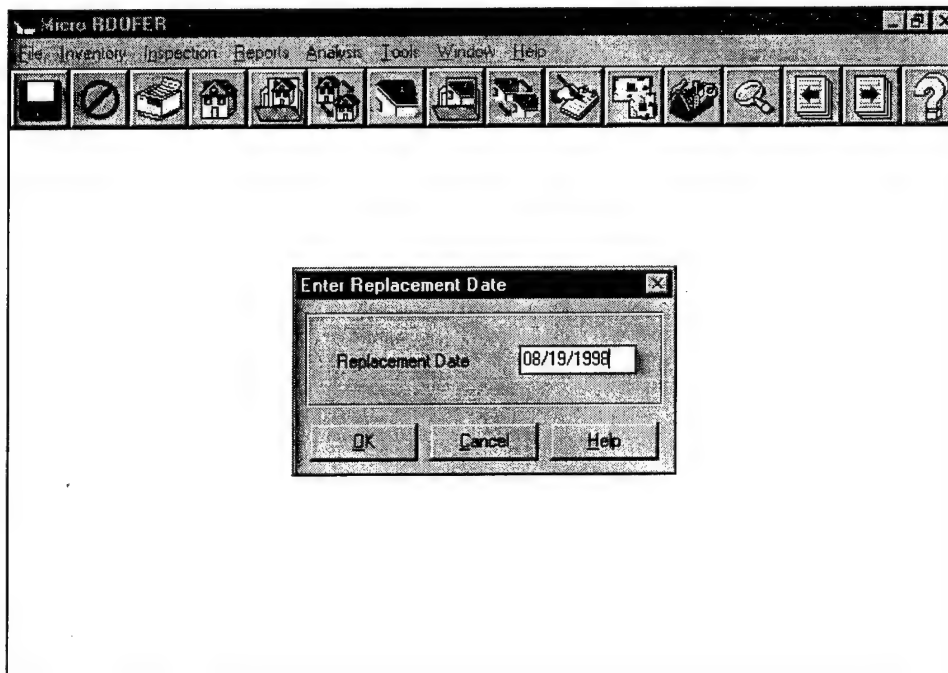 Micro ROOFER
File Inventory Inspection Reports Analysis Tools Window Help
Enter Replacement Date
Replacement Date 08/19/1998
OK Cancel Help